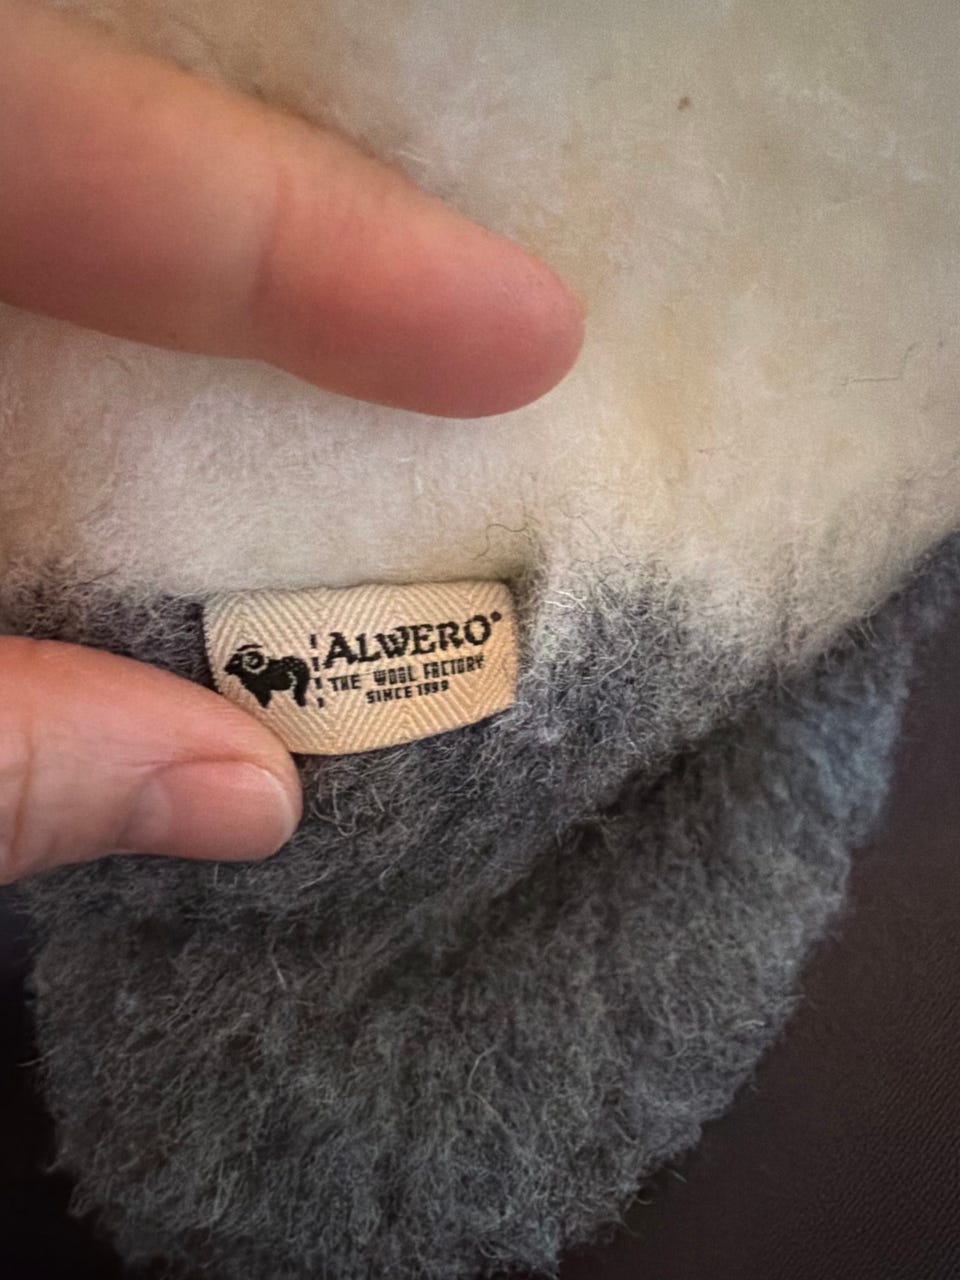 ALWERO®
THE WOOL FACTORY
SINCE 1999